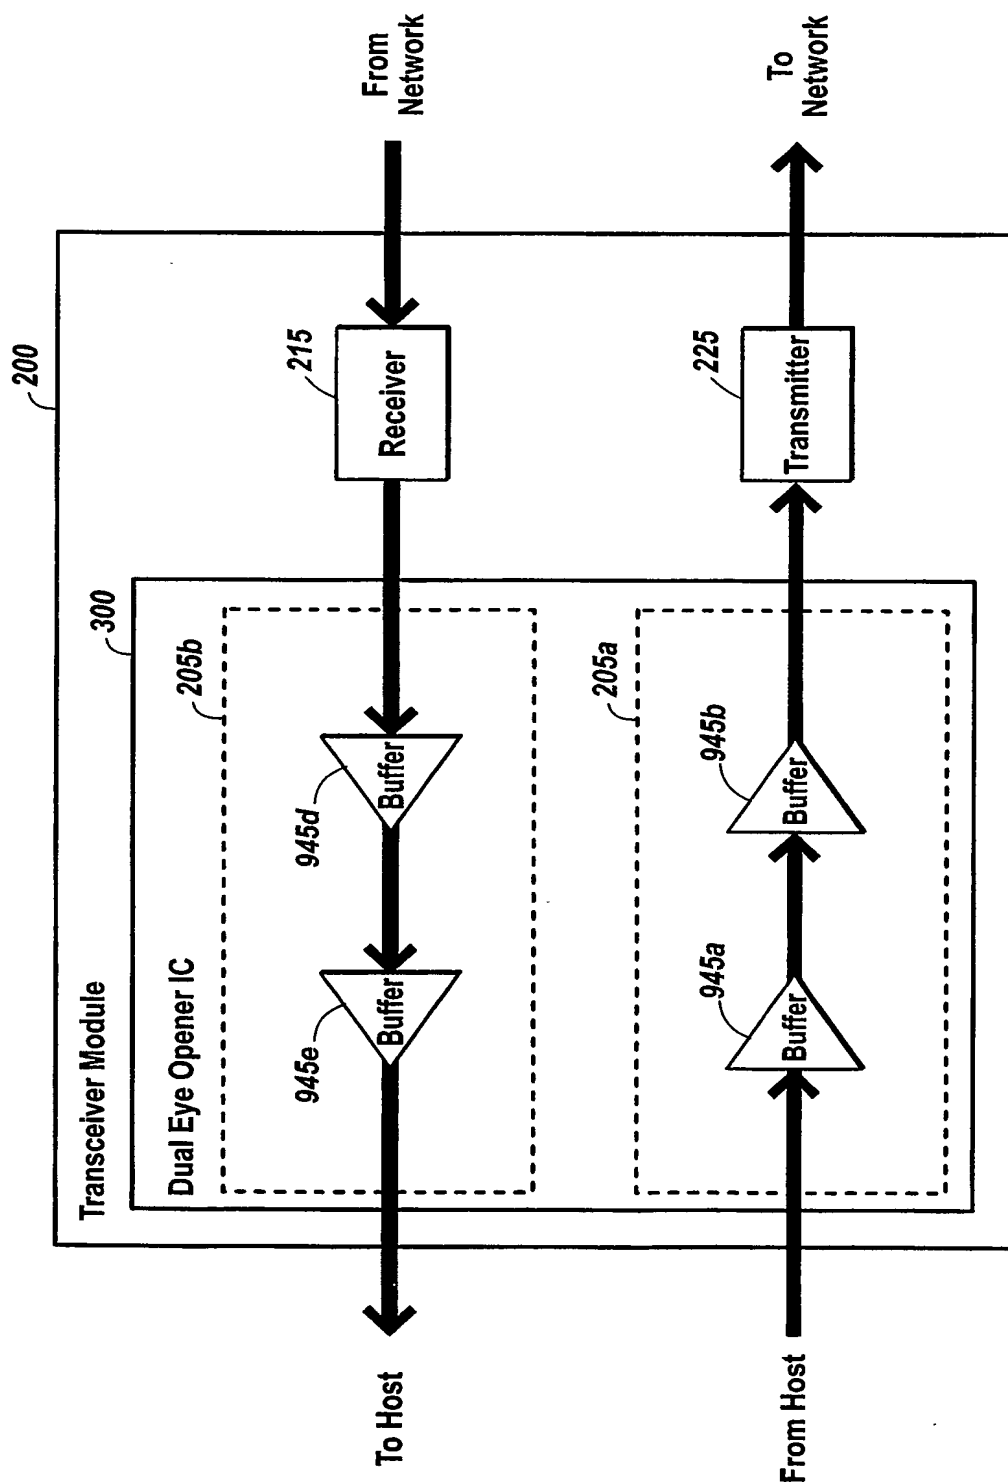 200
Transceiver Module
300
Dual Eye Opener IC
205b
945e
Buffer
945d
Buffer
215
Receiver
To Host
From
Network
205a
945a
Buffer
945b
Buffer
225
Transmitter
From Host
To
Network